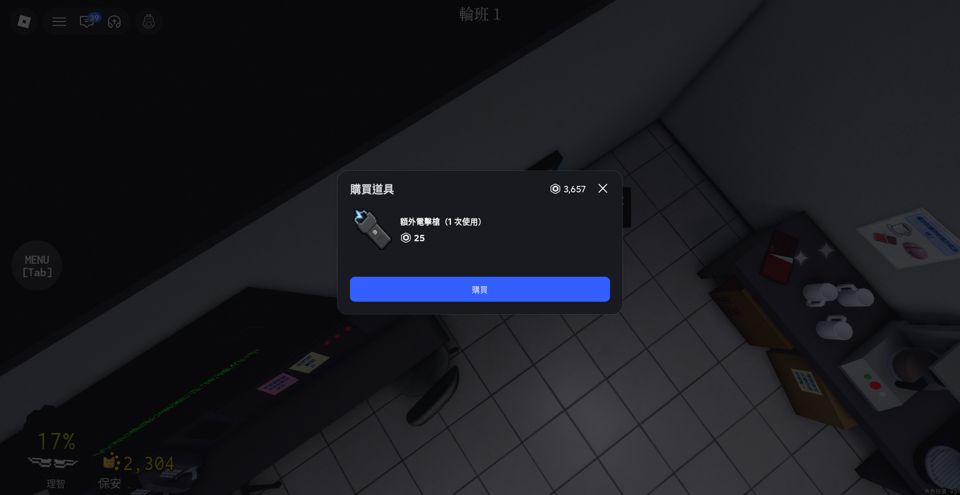 輪班 1
39
購買道具
3,657
額外電擊槍（1 次使用）
25
購買
MENU
[Tab]
17%
2,304
理智
保安